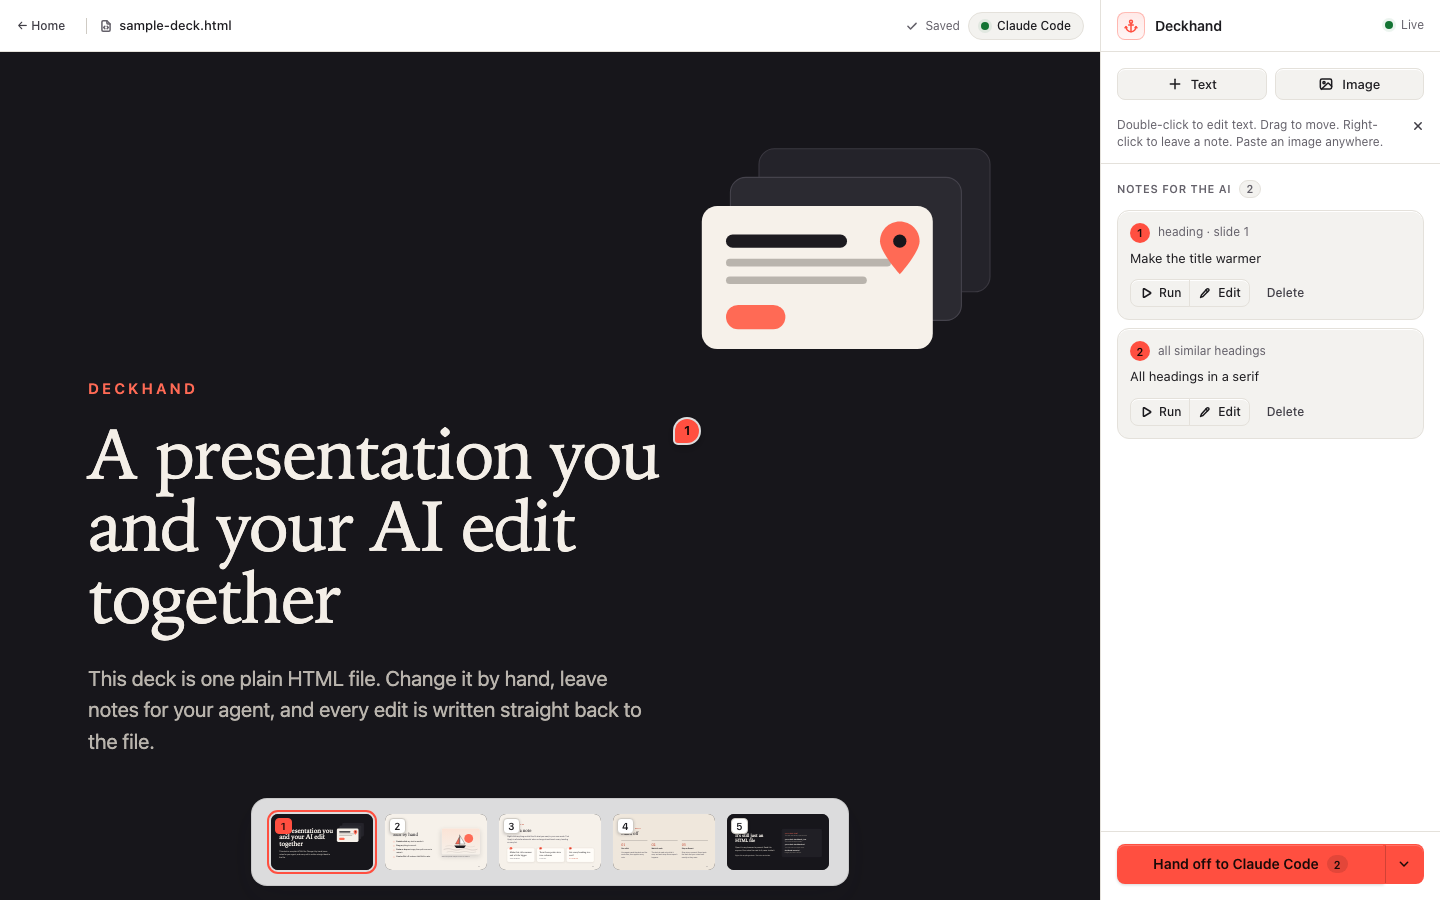 ← Home
sample-deck.html
Saved
Claude Code
Deckhand
Live
Text
Image
Double-click to edit text. Drag to move. Right-
click to leave a note. Paste an image anywhere.
NOTES FOR THE AI 2
1 heading · slide 1
Make the title warmer
Run
Edit
Delete
2 all similar headings
All headings in a serif
Run
Edit
Delete
DECKHAND
A presentation you
1
and your AI edit
together
This deck is one plain HTML file. Change it by hand, leave
notes for your agent, and every edit is written straight back to
the file.
1
2
3
4
5
Hand off to Claude Code 2